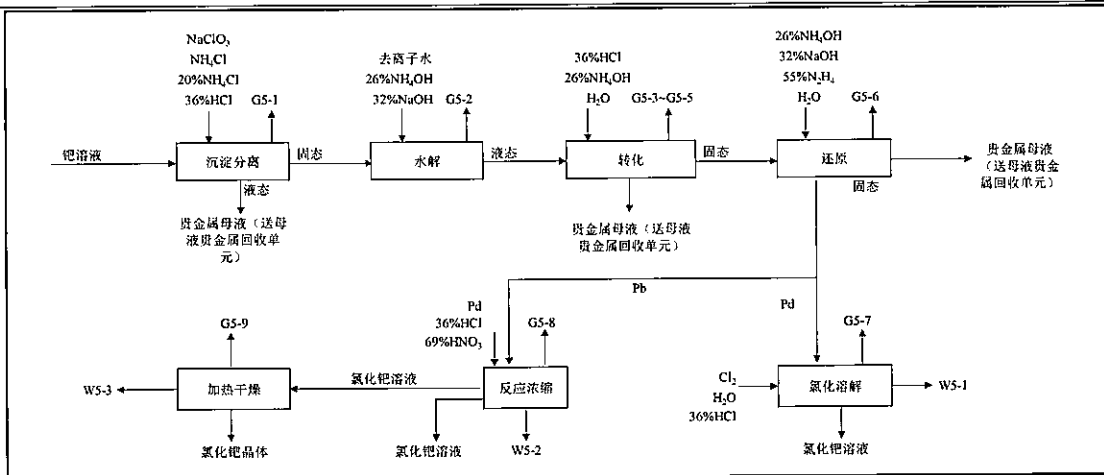 NaClO₃
NH₄Cl
20%NH₄Cl
36%HCl
G5-1
去离子水
26%NH₄OH
32%NaOH
G5-2
36%HCl
26%NH₄OH
H₂O
G5-3~G5-5
26%NH₄OH
32%NaOH
55%N₂H₄
H₂O
G5-6
钯溶液
沉淀分离
固态
水解
液态
转化
固态
还原
贵金属母液
（送母液贵金
属回收单元）
液态
固态
贵金属母液（送母
液贵金属回收单
元）
贵金属母液（送母液
贵金属回收单元）
Pb
Pd
Pd
36%HCl
69%HNO₃
G5-9
G5-8
G5-7
W5-3
加热干燥
氯化钯溶液
反应浓缩
Cl₂
H₂O
36%HCl
氯化溶解
W5-1
氯化钯晶体
氯化钯溶液
W5-2
氯化钯溶液